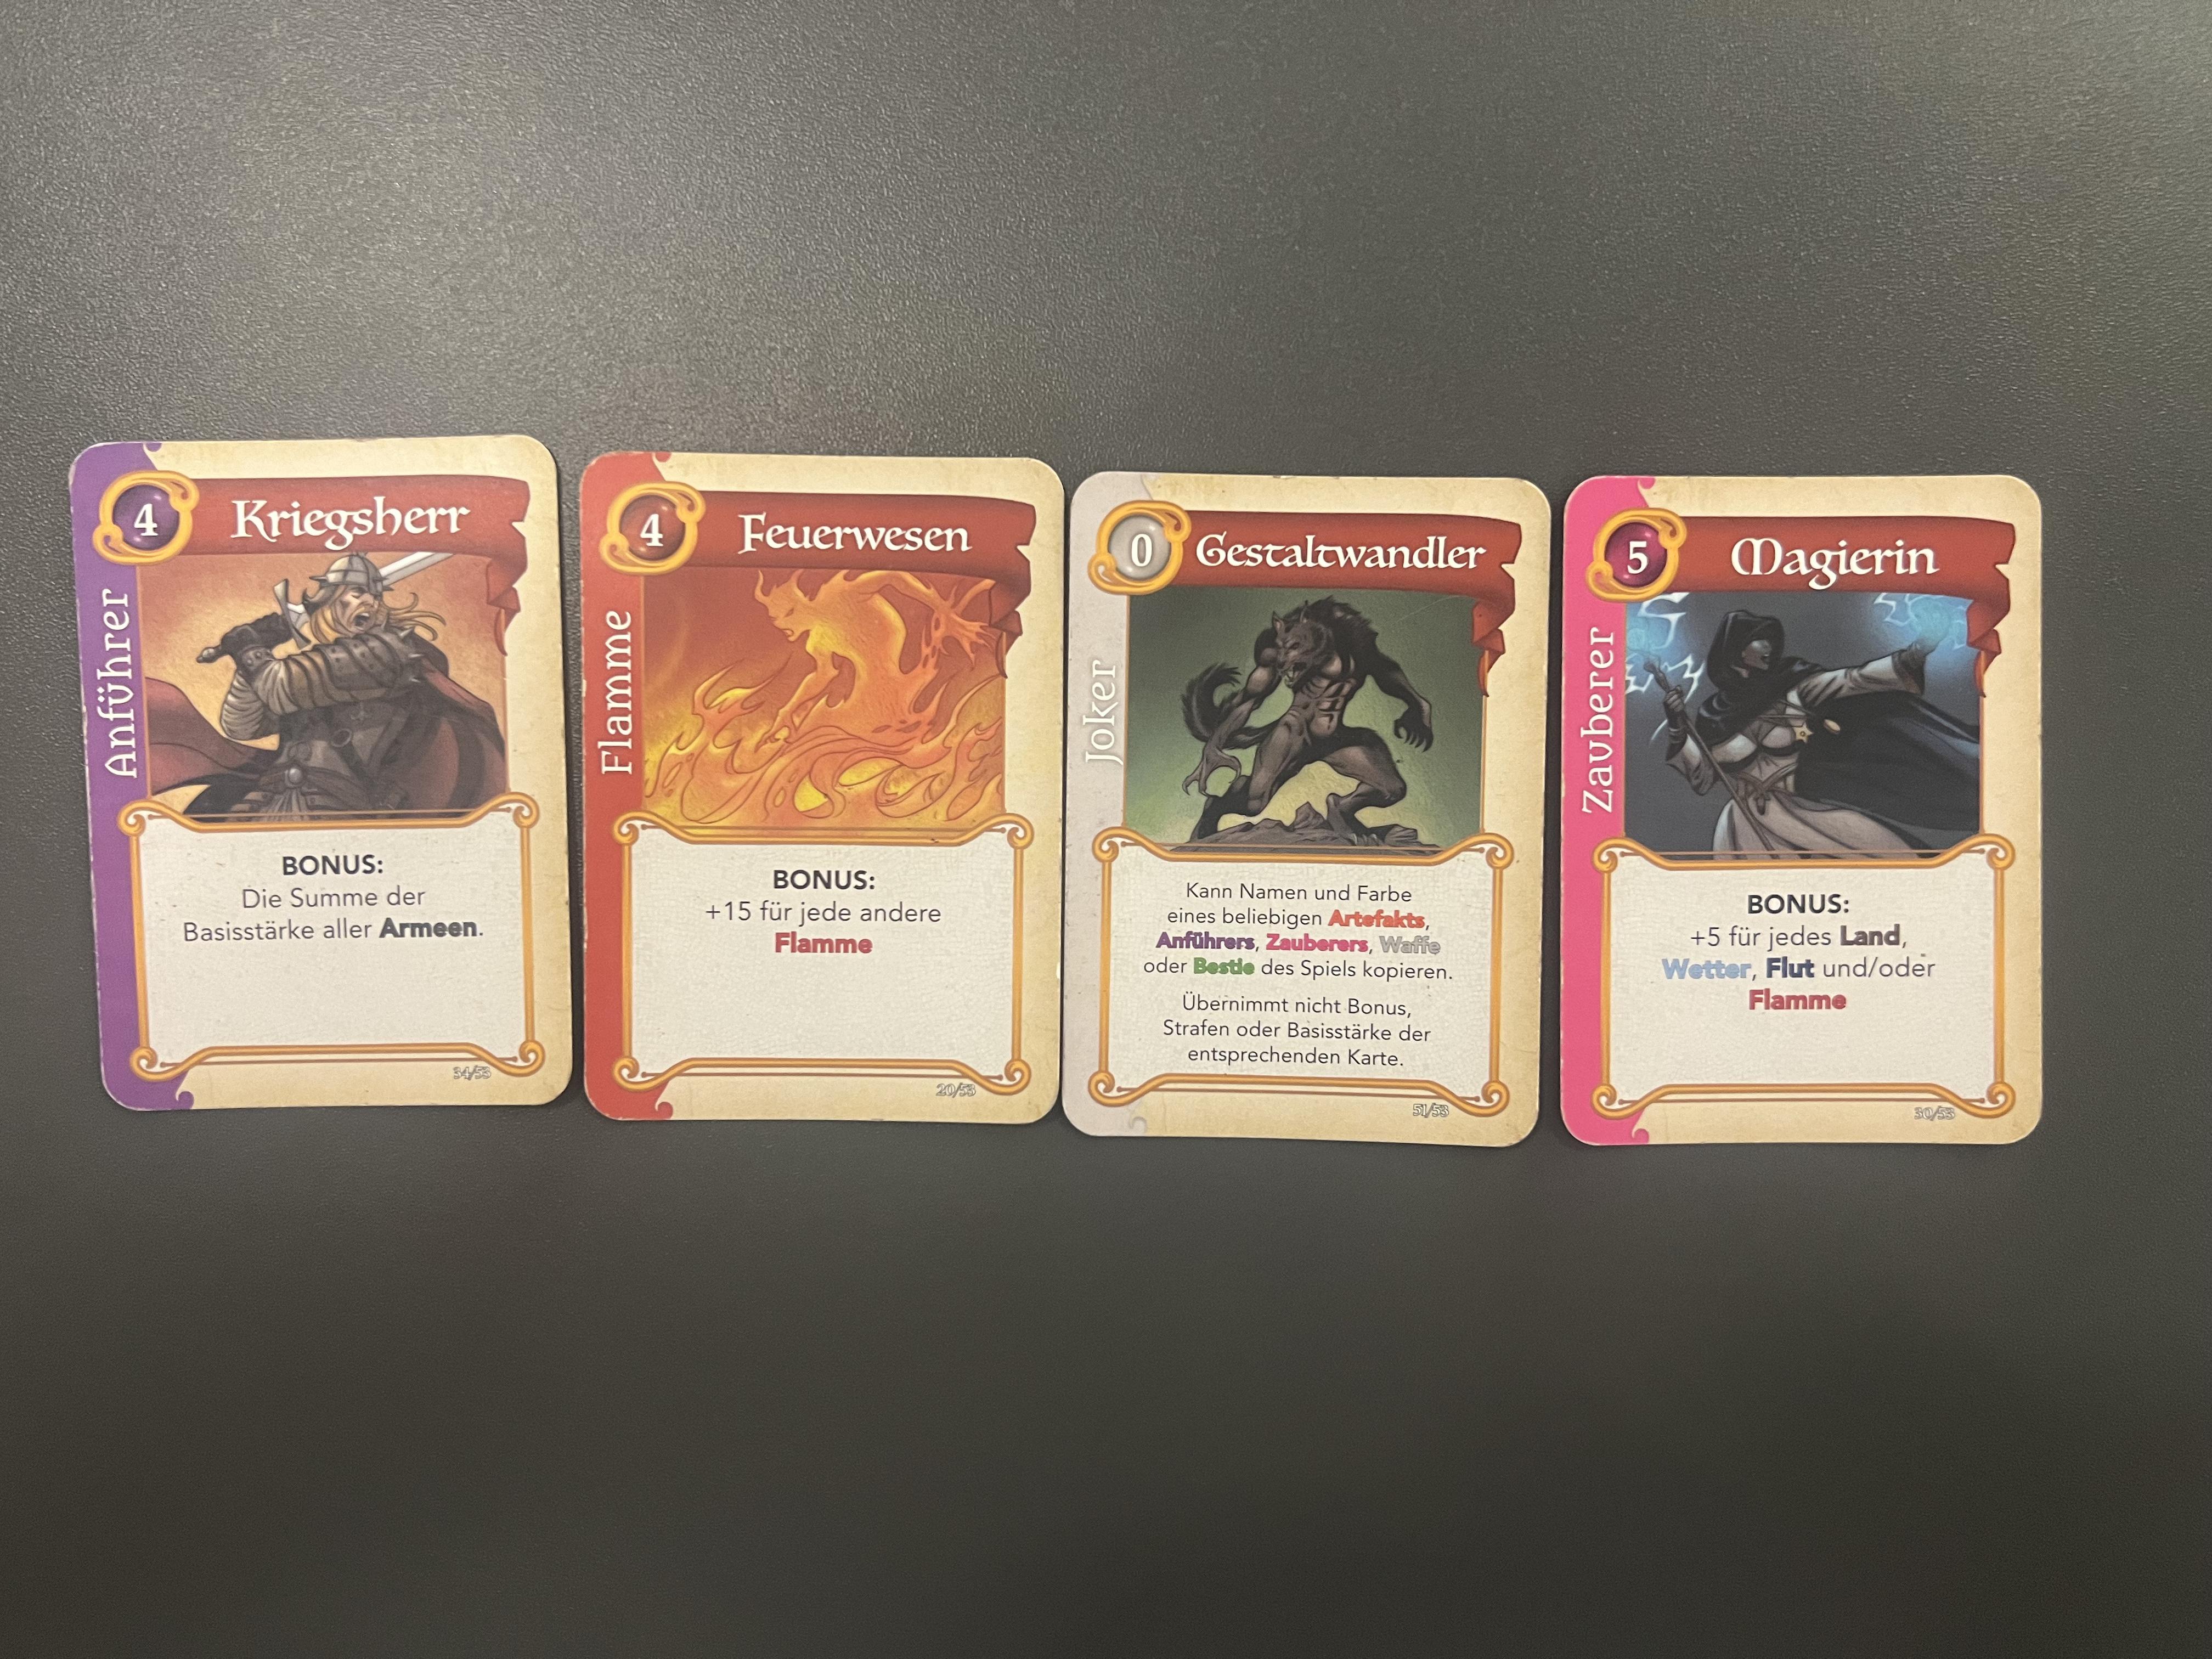 4
Kriegsherr
Anführer
BONUS:
Die Summe der
Basisstärke aller Armeen.
34/53
4
Feuerwesen
Flamme
BONUS:
+15 für jede andere
Flamme
20/53
0
Gestaltwandler
Joker
Kann Namen und Farbe
eines beliebigen Artefakts,
Anführers, Zauberers, Waffe
oder Bestie des Spiels kopieren.
Übernimmt nicht Bonus,
Strafen oder Basisstärke der
entsprechenden Karte.
51/53
5
Magierin
Zauberer
BONUS:
+5 für jedes Land,
Wetter, Flut und/oder
Flamme
30/53